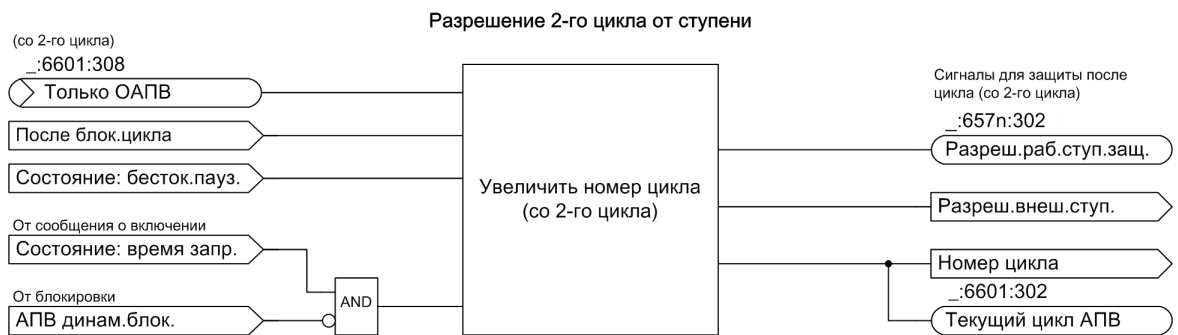 Разрешение 2-го цикла от ступени
(со 2-го цикла)
_:6601:308
Только ОАПВ
После блок.цикла
Состояние: бесток.пауз.
От сообщения о включении
Состояние: время запр.
От блокировки
АПВ динам.блок.
AND
Увеличить номер цикла
(со 2-го цикла)
Сигналы для защиты после
цикла (со 2-го цикла)
_:657n:302
Разреш.раб.ступ.защ.
Разреш.внеш.ступ.
Номер цикла
_:6601:302
Текущий цикл АПВ